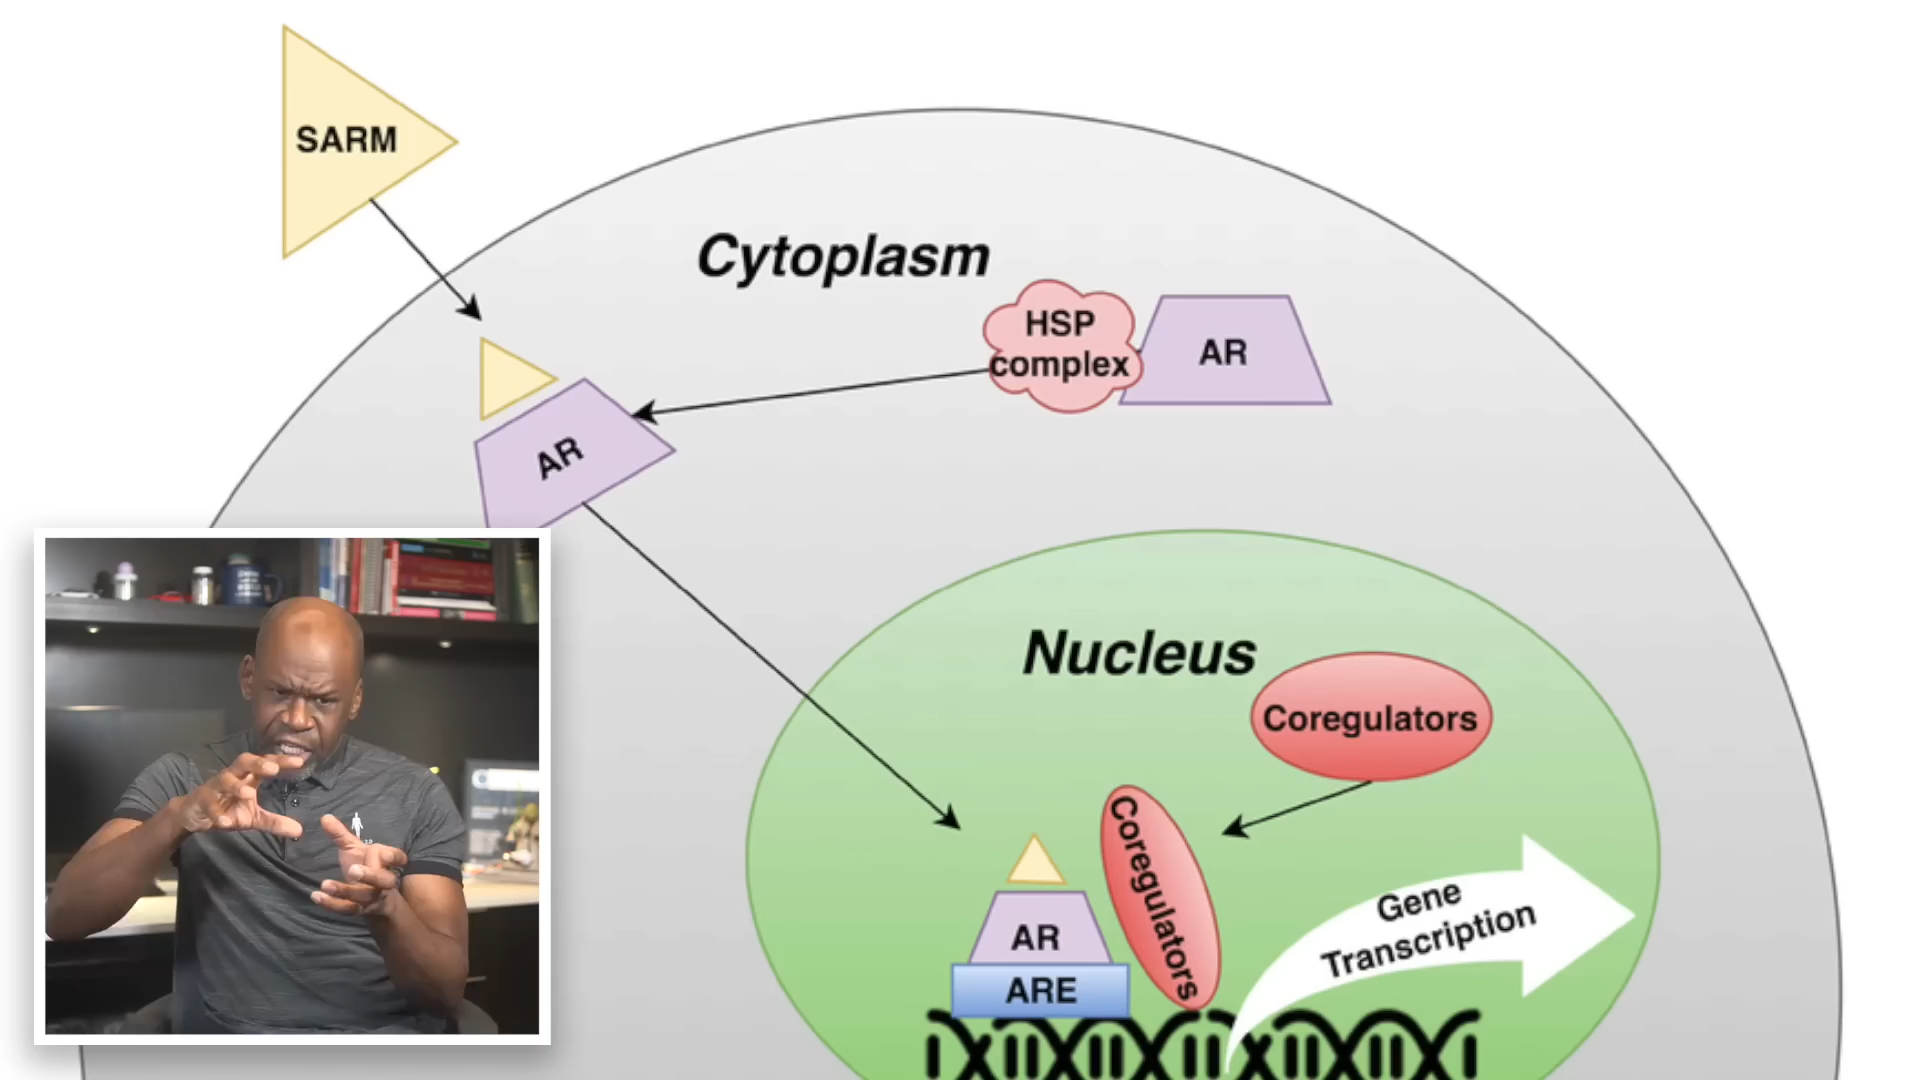 SARM
Cytoplasm
HSP
complex
AR
AR
Nucleus
Coregulators
Coregulators
Gene
Transcription
AR
ARE